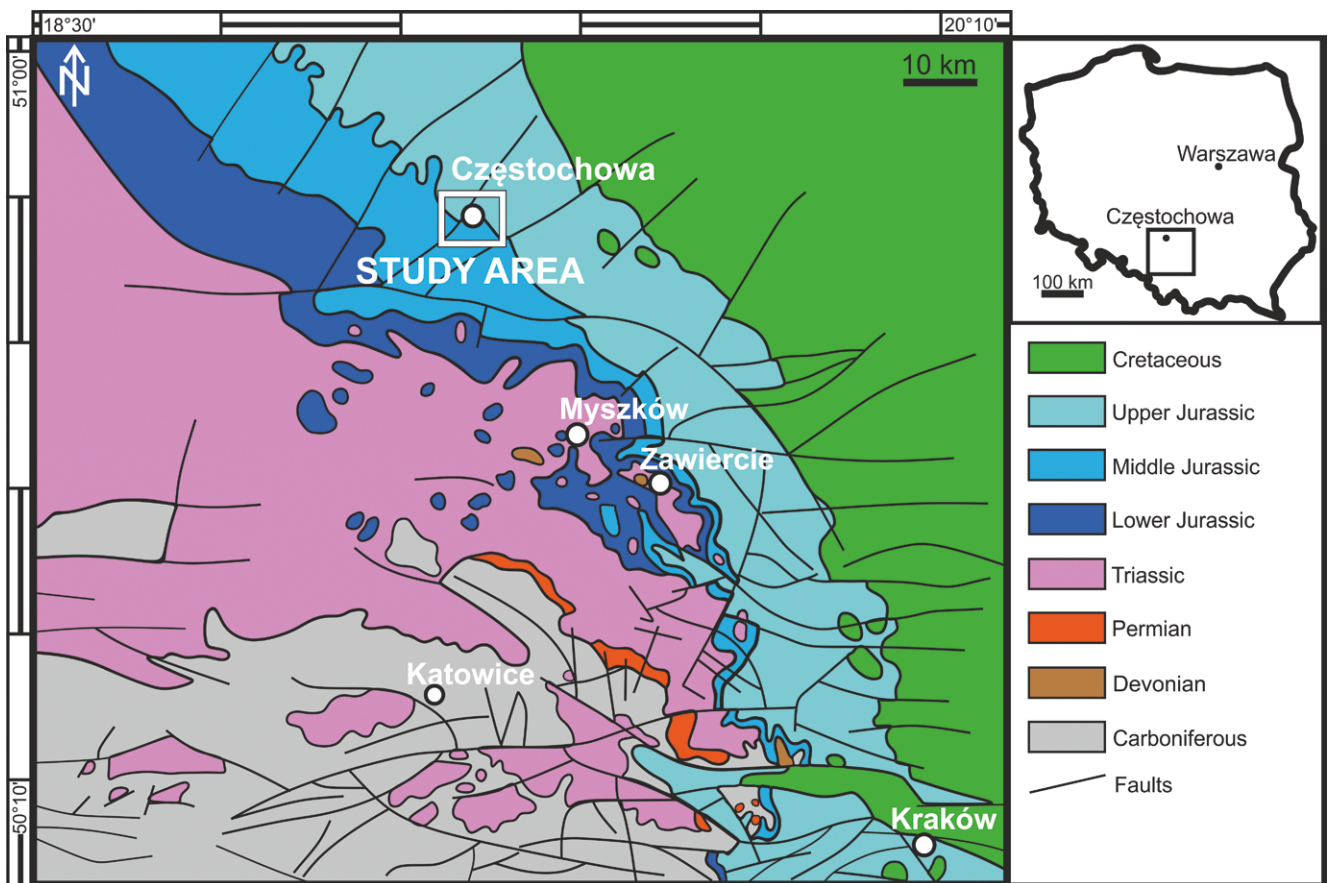 18°30'
20°10'
51°00'
N
10 km
Częstochowa
STUDY AREA
Myszków
Zawiercie
Katowice
Kraków
50°10'
Warszawa
Częstochowa
100 km
Cretaceous
Upper Jurassic
Middle Jurassic
Lower Jurassic
Triassic
Permian
Devonian
Carboniferous
Faults